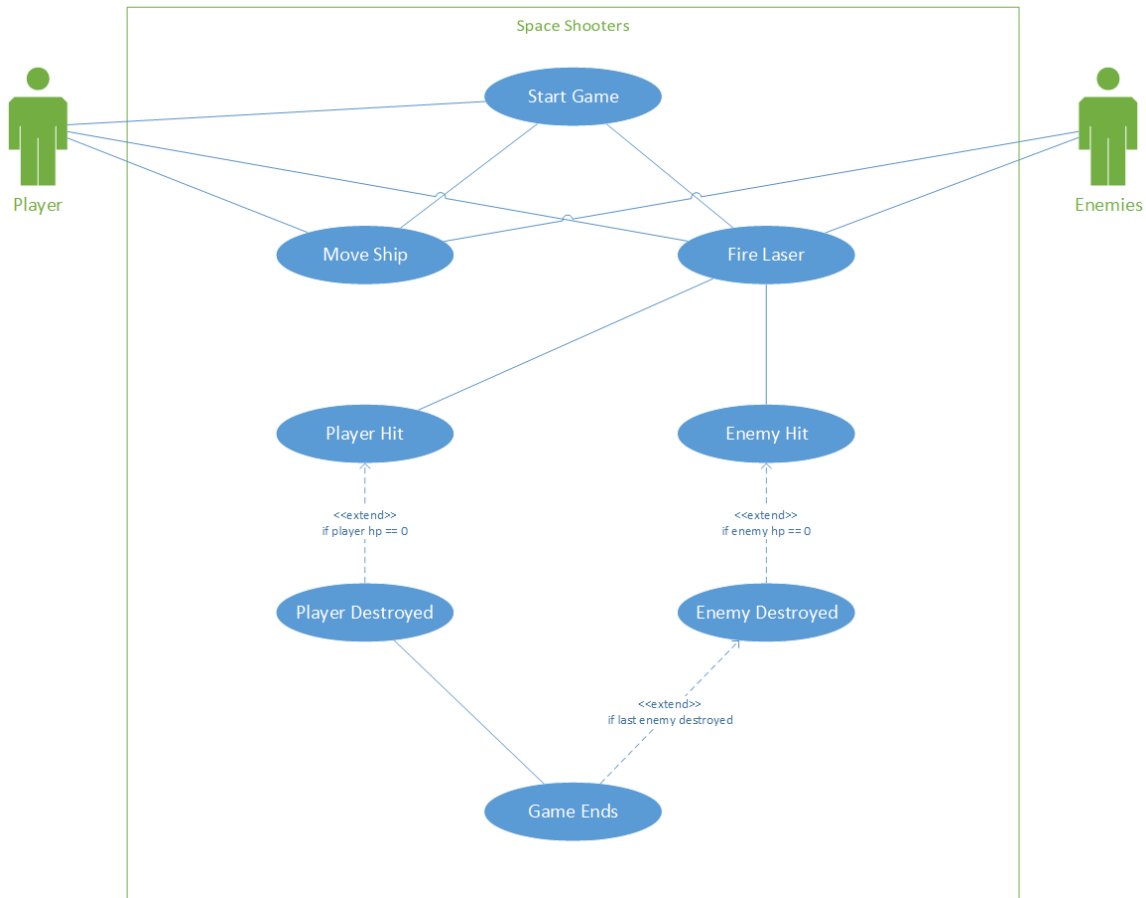 Space Shooters
Start Game
Player
Enemies
Move Ship
Fire Laser
Player Hit
Enemy Hit
<<extend>>
if player hp == 0
<<extend>>
if enemy hp == 0
Player Destroyed
Enemy Destroyed
<<extend>>
if last enemy destroyed
Game Ends